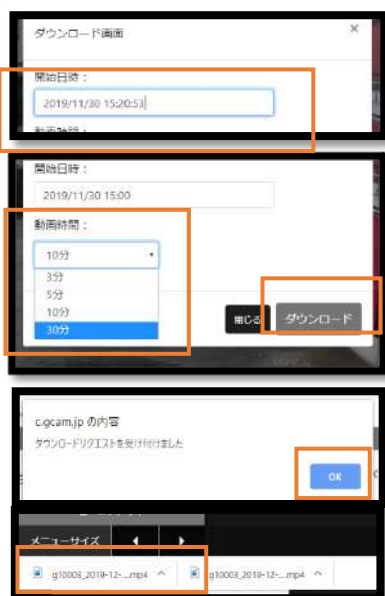 ダウンロード画面
×
開始日時：
2019/11/30 15:20:53
動画時間：
開始日時：
2019/11/30 15:00
動画時間：
10分
3分
5分
10分
30分
閉じる
ダウンロード
c.gcam.jp の内容
ダウンロードリクエストを受け付けました
OK
メニューサイズ
g10003_2019-12-....mp4
g10003_2019-12-....mp4